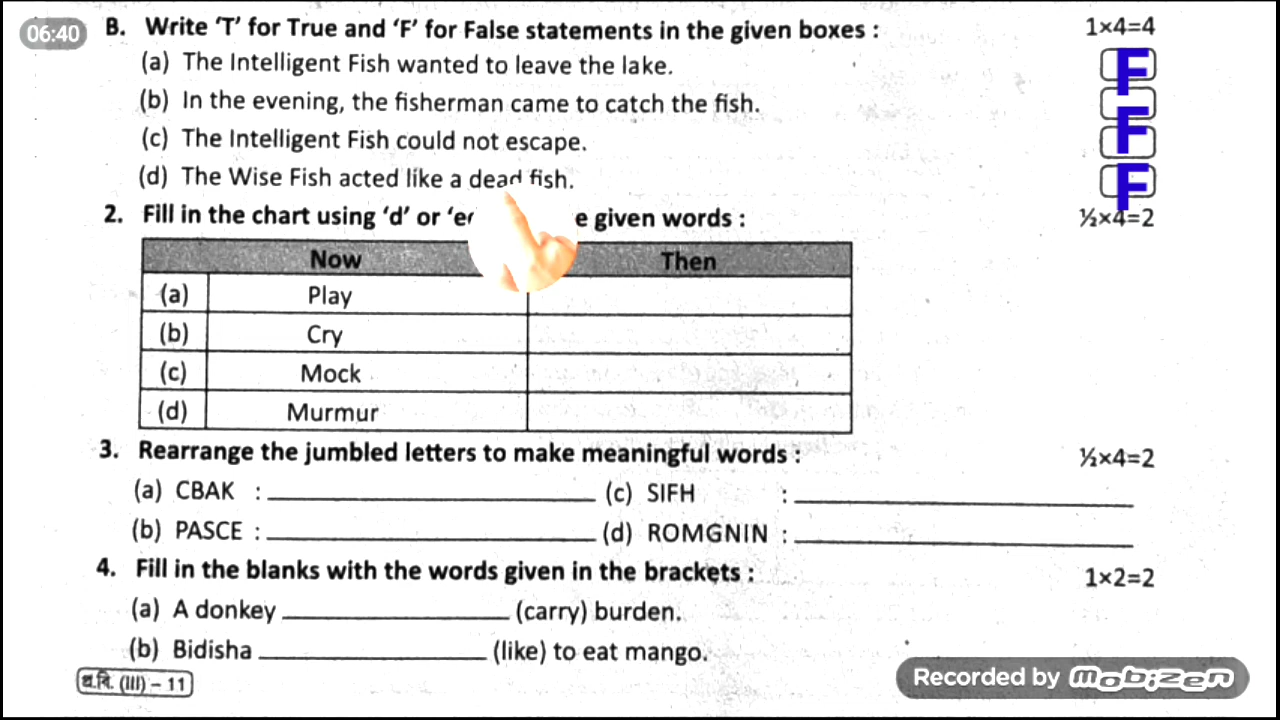 06:40
B. Write 'T' for True and 'F' for False statements in the given boxes : 1×4=4
(a) The Intelligent Fish wanted to leave the lake. F
(b) In the evening, the fisherman came to catch the fish.
(c) The Intelligent Fish could not escape. F
(d) The Wise Fish acted like a dead fish. F
2. Fill in the chart using 'd' or given words : ½×4=2
Now Then
(a) Play
(b) Cry
(c) Mock
(d) Murmur
3. Rearrange the jumbled letters to make meaningful words : ½×4=2
(a) CBAK : (c) SIFH :
(b) PASCE : (d) ROMGNIN :
4. Fill in the blanks with the words given in the brackets : 1×2=2
(a) A donkey (carry) burden.
(b) Bidisha (like) to eat mango.
(III) – 11
Recorded by mobizen